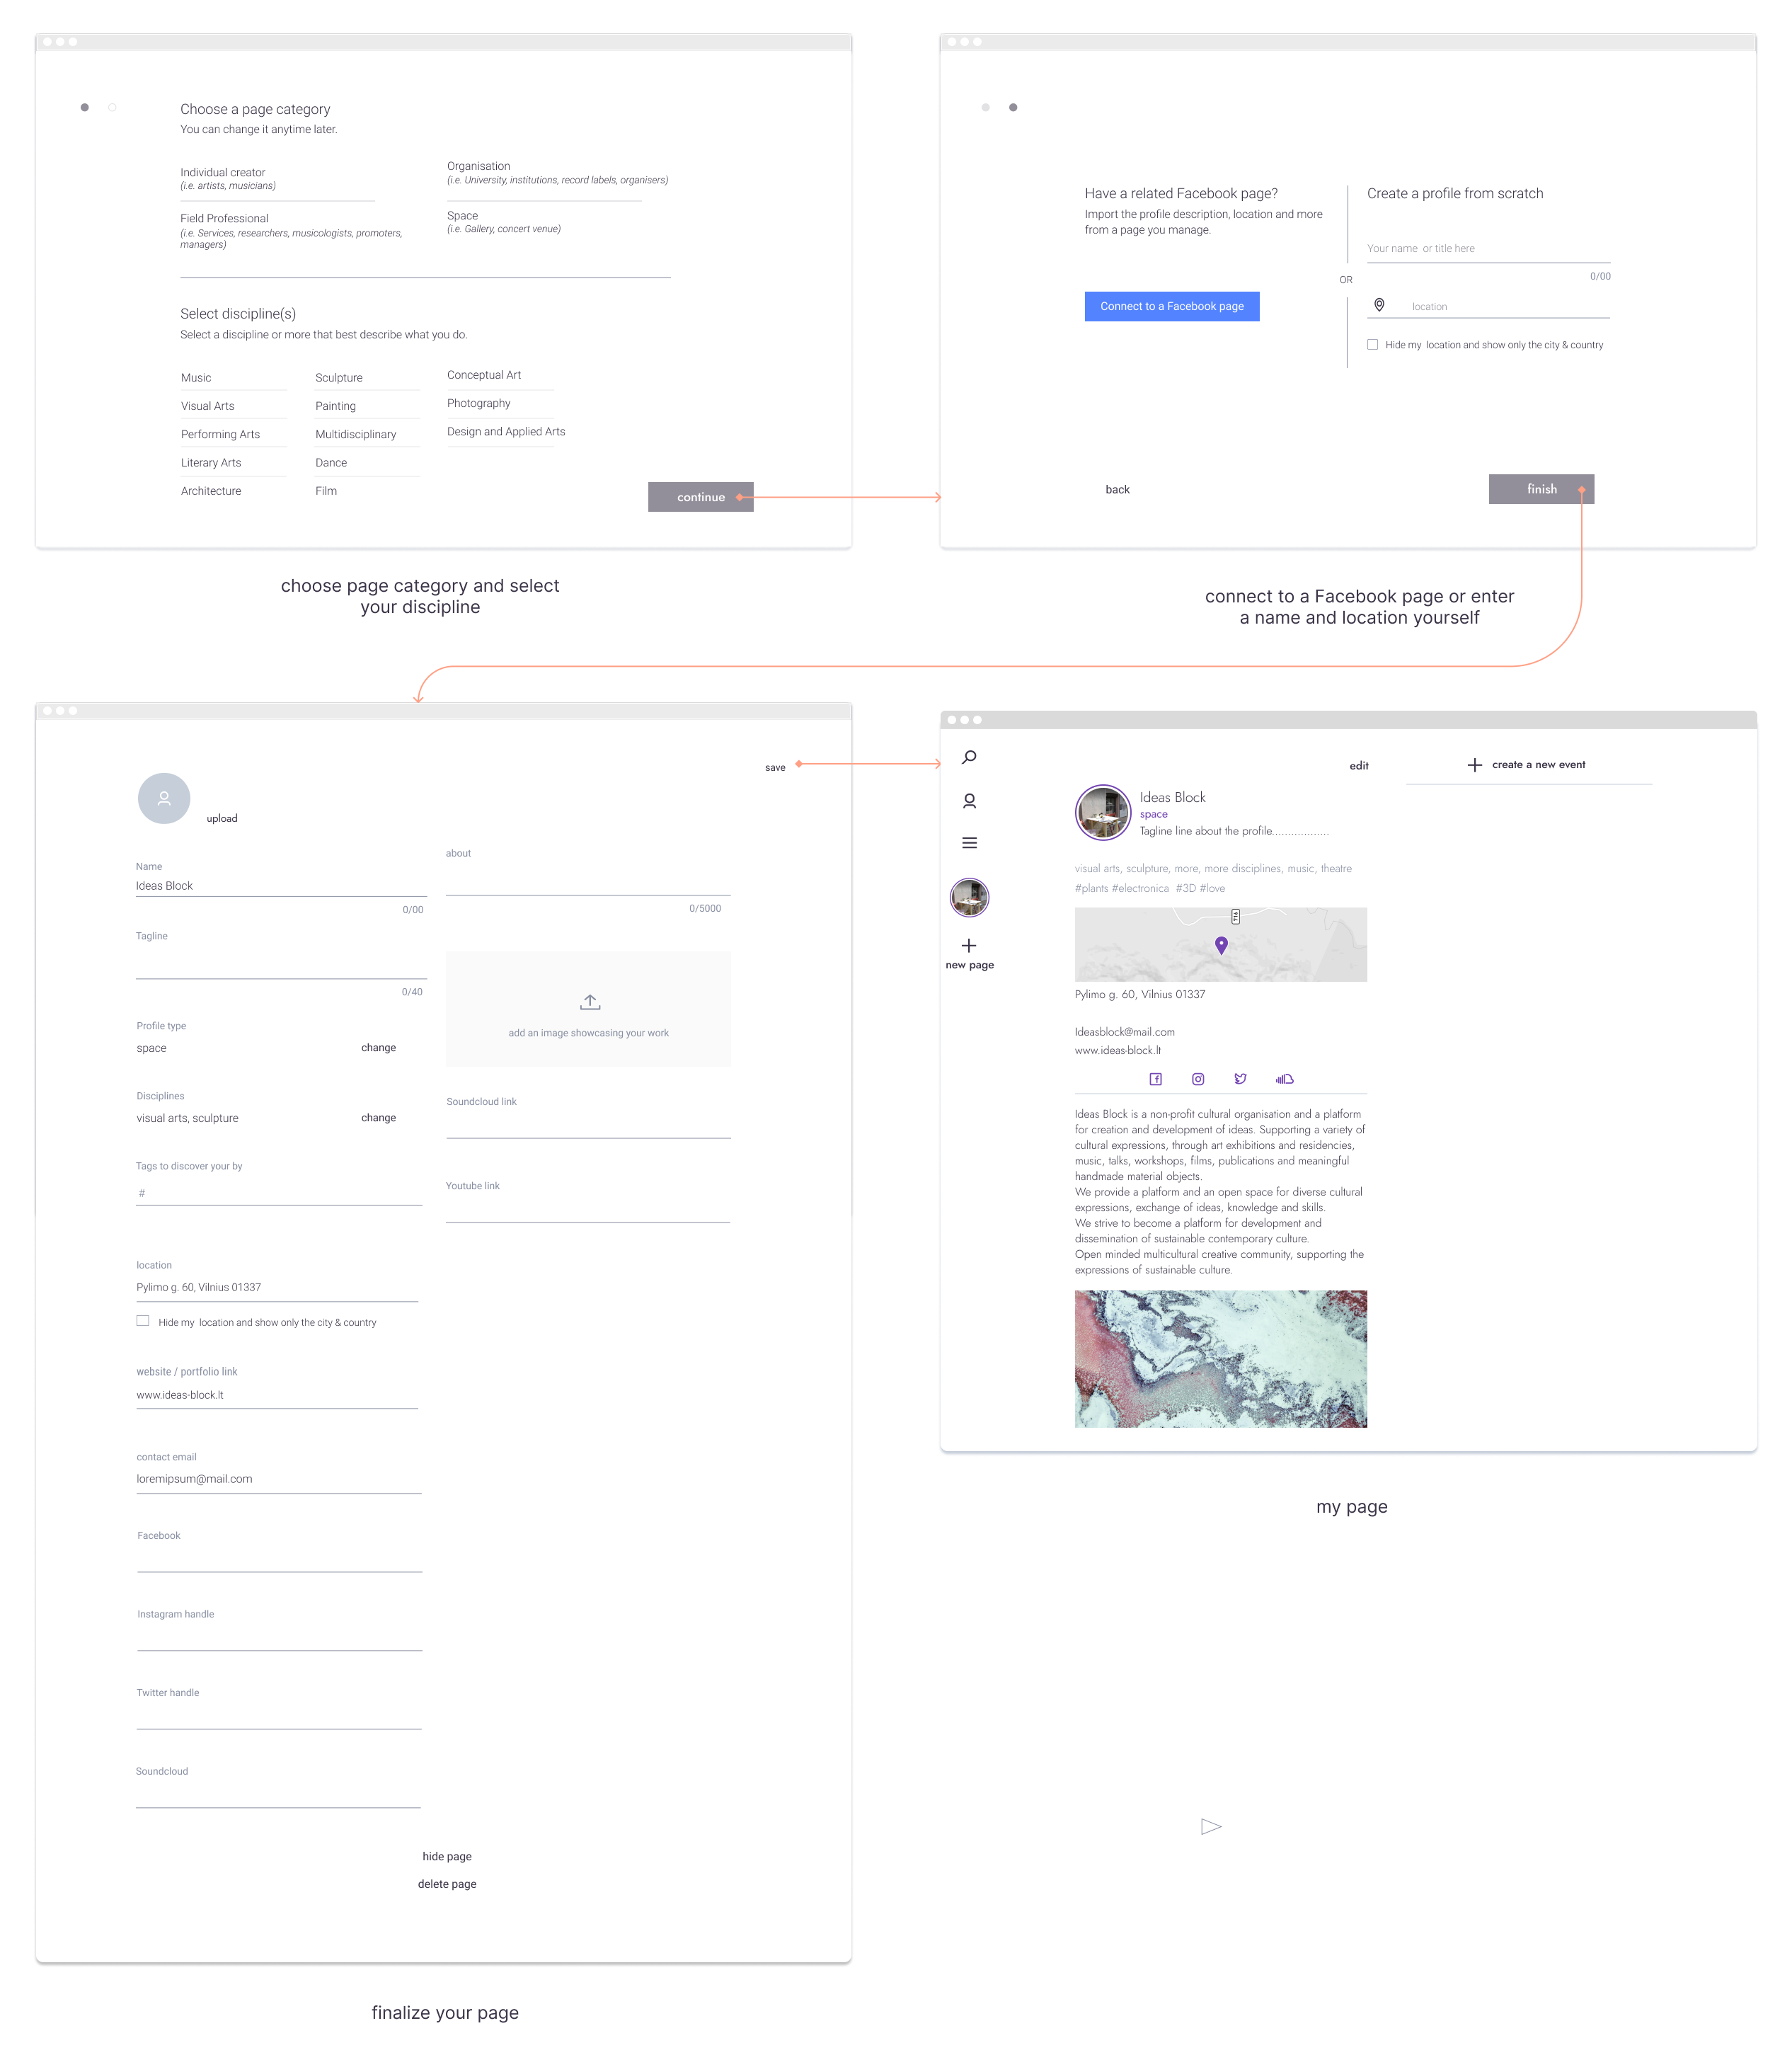 Choose a page category
You can change it anytime later.
Individual creator
(i.e. artists, musicians)
Organisation
(i.e. University, institutions, record labels, organisers)
Field Professional
(i.e. Services, researchers, musicologists, promoters,
managers)
Space
(i.e. Gallery, concert venue)
Select discipline(s)
Select a discipline or more that best describe what you do.
Music
Visual Arts
Performing Arts
Literary Arts
Architecture
Sculpture
Painting
Multidisciplinary
Dance
Film
Conceptual Art
Photography
Design and Applied Arts
continue
choose page category and select
your discipline
Have a related Facebook page?
Import the profile description, location and more
from a page you manage.
Connect to a Facebook page
OR
Create a profile from scratch
Your name or title here
0/00
location
Hide my location and show only the city & country
back
finish
connect to a Facebook page or enter
a name and location yourself
save
upload
Name
Ideas Block
0/00
Tagline
0/40
Profile type
space
change
Disciplines
visual arts, sculpture
change
Tags to discover your by
#
location
Pylimo g. 60, Vilnius 01337
Hide my location and show only the city & country
website / portfolio link
www.ideas-block.lt
contact email
loremipsum@mail.com
Facebook
Instagram handle
Twitter handle
Soundcloud
about
0/5000
add an image showcasing your work
Soundcloud link
Youtube link
hide page
delete page
finalize your page
new page
edit
Ideas Block
space
Tagline line about the profile..................
visual arts, sculpture, more, more disciplines, music, theatre
#plants #electronica #3D #love
Pylimo g. 60, Vilnius 01337
Ideasblock@mail.com
www.ideas-block.lt
Ideas Block is a non-profit cultural organisation and a platform
for creation and development of ideas. Supporting a variety of
cultural expressions, through art exhibitions and residencies,
music, talks, workshops, films, publications and meaningful
handmade material objects.
We provide a platform and an open space for diverse cultural
expressions, exchange of ideas, knowledge and skills.
We strive to become a platform for development and
dissemination of sustainable contemporary culture.
Open minded multicultural creative community, supporting the
expressions of sustainable culture.
create a new event
my page